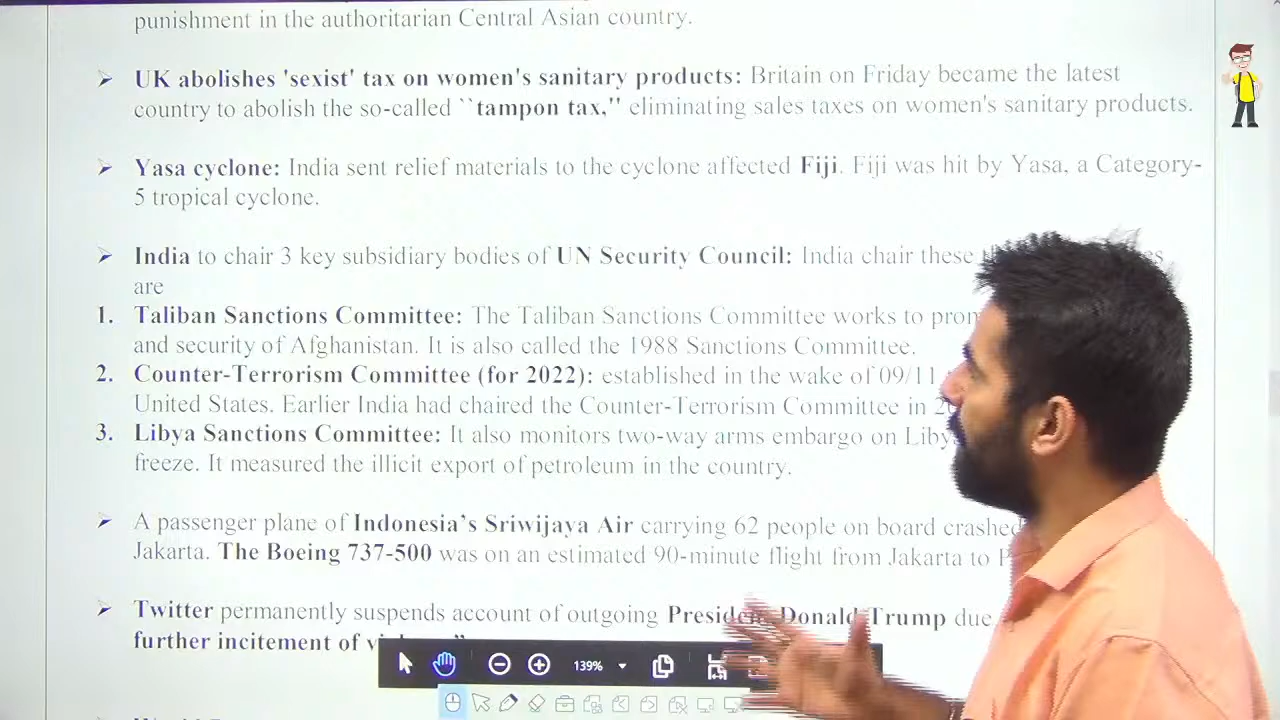 punishment in the authoritarian Central Asian country.
➢ UK abolishes 'sexist' tax on women's sanitary products: Britain on Friday became the latest
country to abolish the so-called ``tampon tax,'' eliminating sales taxes on women's sanitary products.
➢ Yasa cyclone: India sent relief materials to the cyclone affected Fiji. Fiji was hit by Yasa, a Category-
5 tropical cyclone.
➢ India to chair 3 key subsidiary bodies of UN Security Council: India chair these
are
1. Taliban Sanctions Committee: The Taliban Sanctions Committee works to
and security of Afghanistan. It is also called the 1988 Sanctions Committee.
2. Counter-Terrorism Committee (for 2022): established in the wake of 09/11
United States. Earlier India had chaired the Counter-Terrorism Committee in
3. Libya Sanctions Committee: It also monitors two-way arms embargo on
freeze. It measured the illicit export of petroleum in the country.
➢ A passenger plane of Indonesia's Sriwijaya Air carrying 62 people on board crashed
Jakarta. The Boeing 737-500 was on an estimated 90-minute flight from Jakarta to
➢ Twitter permanently suspends account of outgoing President Donald Trump due
further incitement of
139%